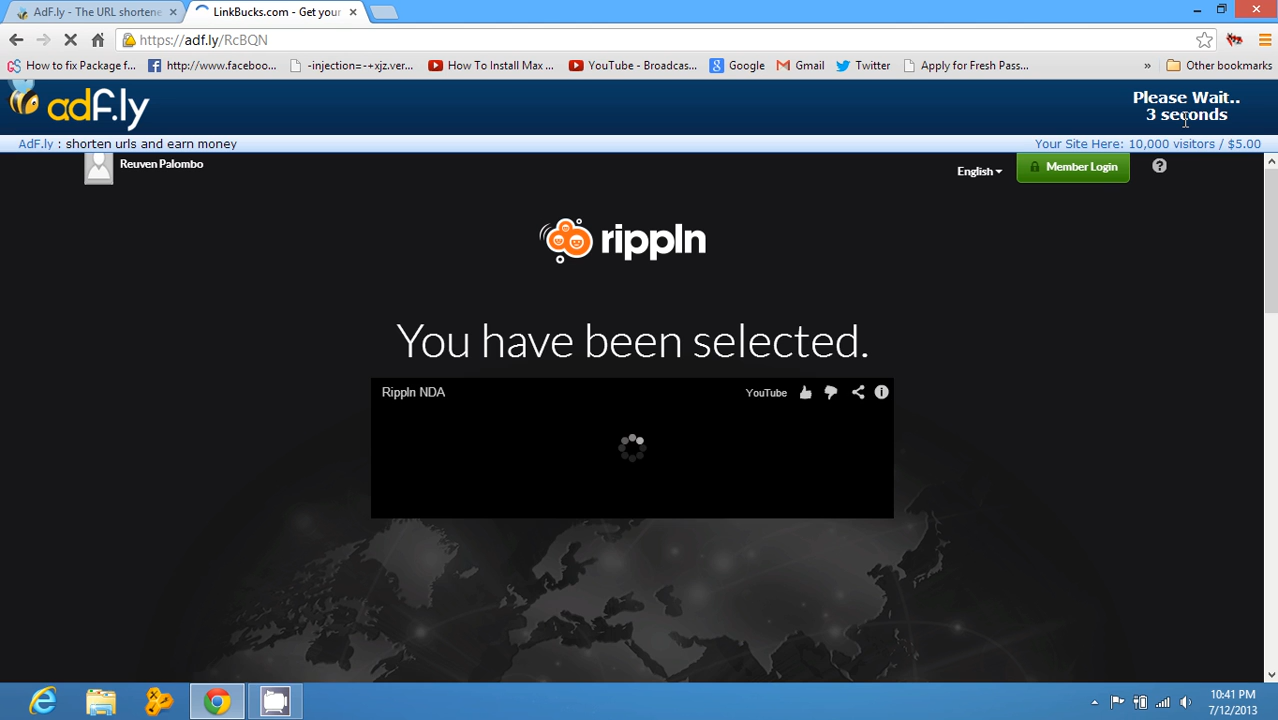 AdF.ly - The URL shortene
LinkBucks.com - Get your
https://adf.ly/RcBQN
How to fix Package f...
http://www.faceboo...
-injection=-+xjz.ver...
How To Install Max ...
YouTube - Broadcas...
Google
Gmail
Twitter
Apply for Fresh Pass...
»
Other bookmarks
adf.ly
Please Wait..
3 seconds
AdF.ly : shorten urls and earn money
Your Site Here: 10,000 visitors / $5.00
Reuven Palombo
English
Member Login
?
rippln
You have been selected.
Rippln NDA
YouTube
10:41 PM
7/12/2013